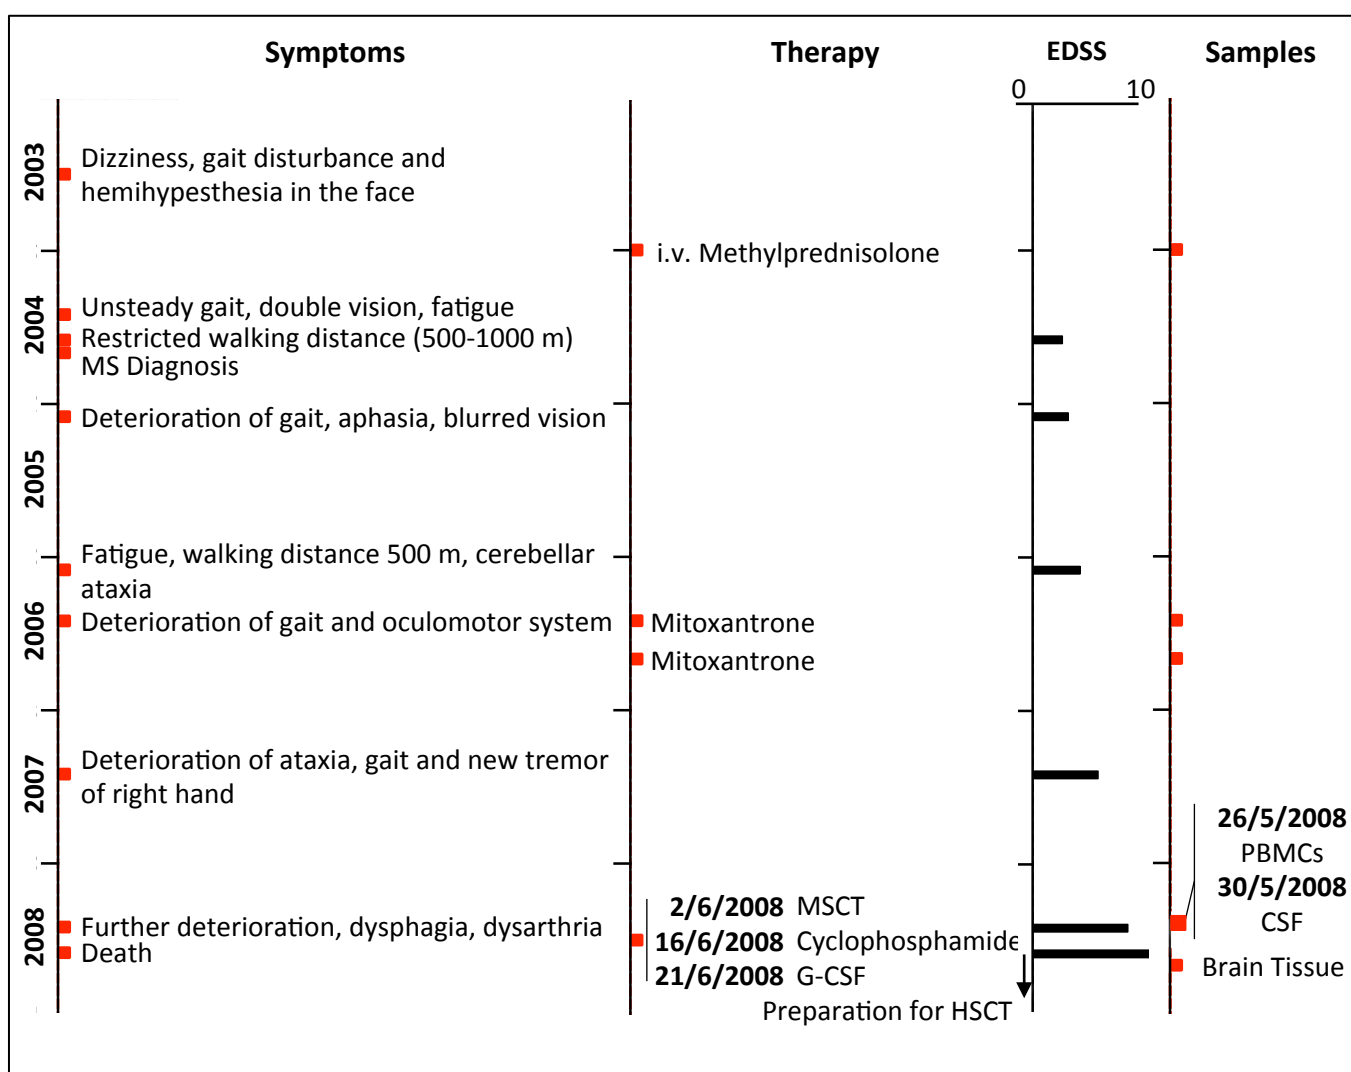 Symptoms
Therapy
EDSS
Samples
0
10
2003
Dizziness, gait disturbance and
hemihypesthesia in the face
i.v. Methylprednisolone
2004
Unsteady gait, double vision, fatigue
Restricted walking distance (500-1000 m)
MS Diagnosis
Deterioration of gait, aphasia, blurred vision
2005
Fatigue, walking distance 500 m, cerebellar
ataxia
2006
Deterioration of gait and oculomotor system
Mitoxantrone
Mitoxantrone
2007
Deterioration of ataxia, gait and new tremor
of right hand
26/5/2008
PBMCs
30/5/2008
CSF
2008
Further deterioration, dysphagia, dysarthria
Death
2/6/2008 MSCT
16/6/2008 Cyclophosphamide
21/6/2008 G-CSF
Preparation for HSCT
Brain Tissue